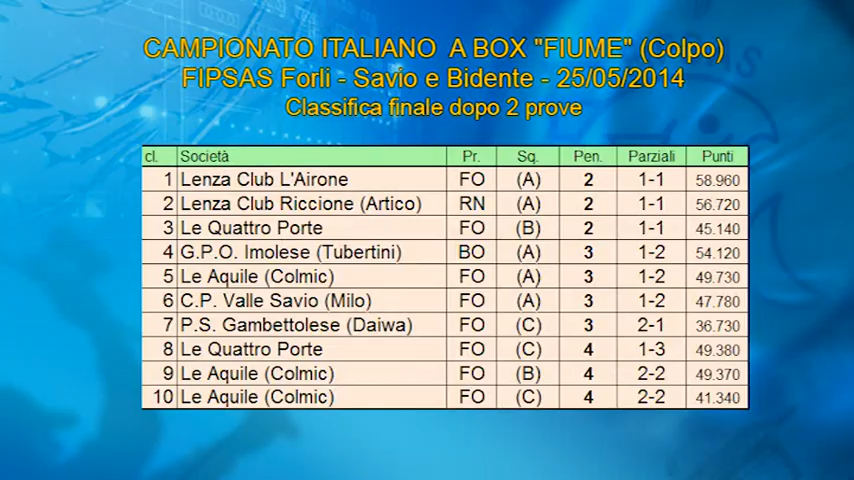 CAMPIONATO ITALIANO A BOX "FIUME" (Colpo)
FIPSAS Forlì - Savio e Bidente - 25/05/2014
Classifica finale dopo 2 prove
cl. Società Pr. Sq. Pen. Parziali Punti
1 Lenza Club L'Airone FO (A) 2 1-1 58.960
2 Lenza Club Riccione (Artico) RN (A) 2 1-1 56.720
3 Le Quattro Porte FO (B) 2 1-1 45.140
4 G.P.O. Imolese (Tubertini) BO (A) 3 1-2 54.120
5 Le Aquile (Colmic) FO (A) 3 1-2 49.730
6 C.P. Valle Savio (Milo) FO (A) 3 1-2 47.780
7 P.S. Gambettolese (Daiwa) FO (C) 3 2-1 36.730
8 Le Quattro Porte FO (C) 4 1-3 49.380
9 Le Aquile (Colmic) FO (B) 4 2-2 49.370
10 Le Aquile (Colmic) FO (C) 4 2-2 41.340